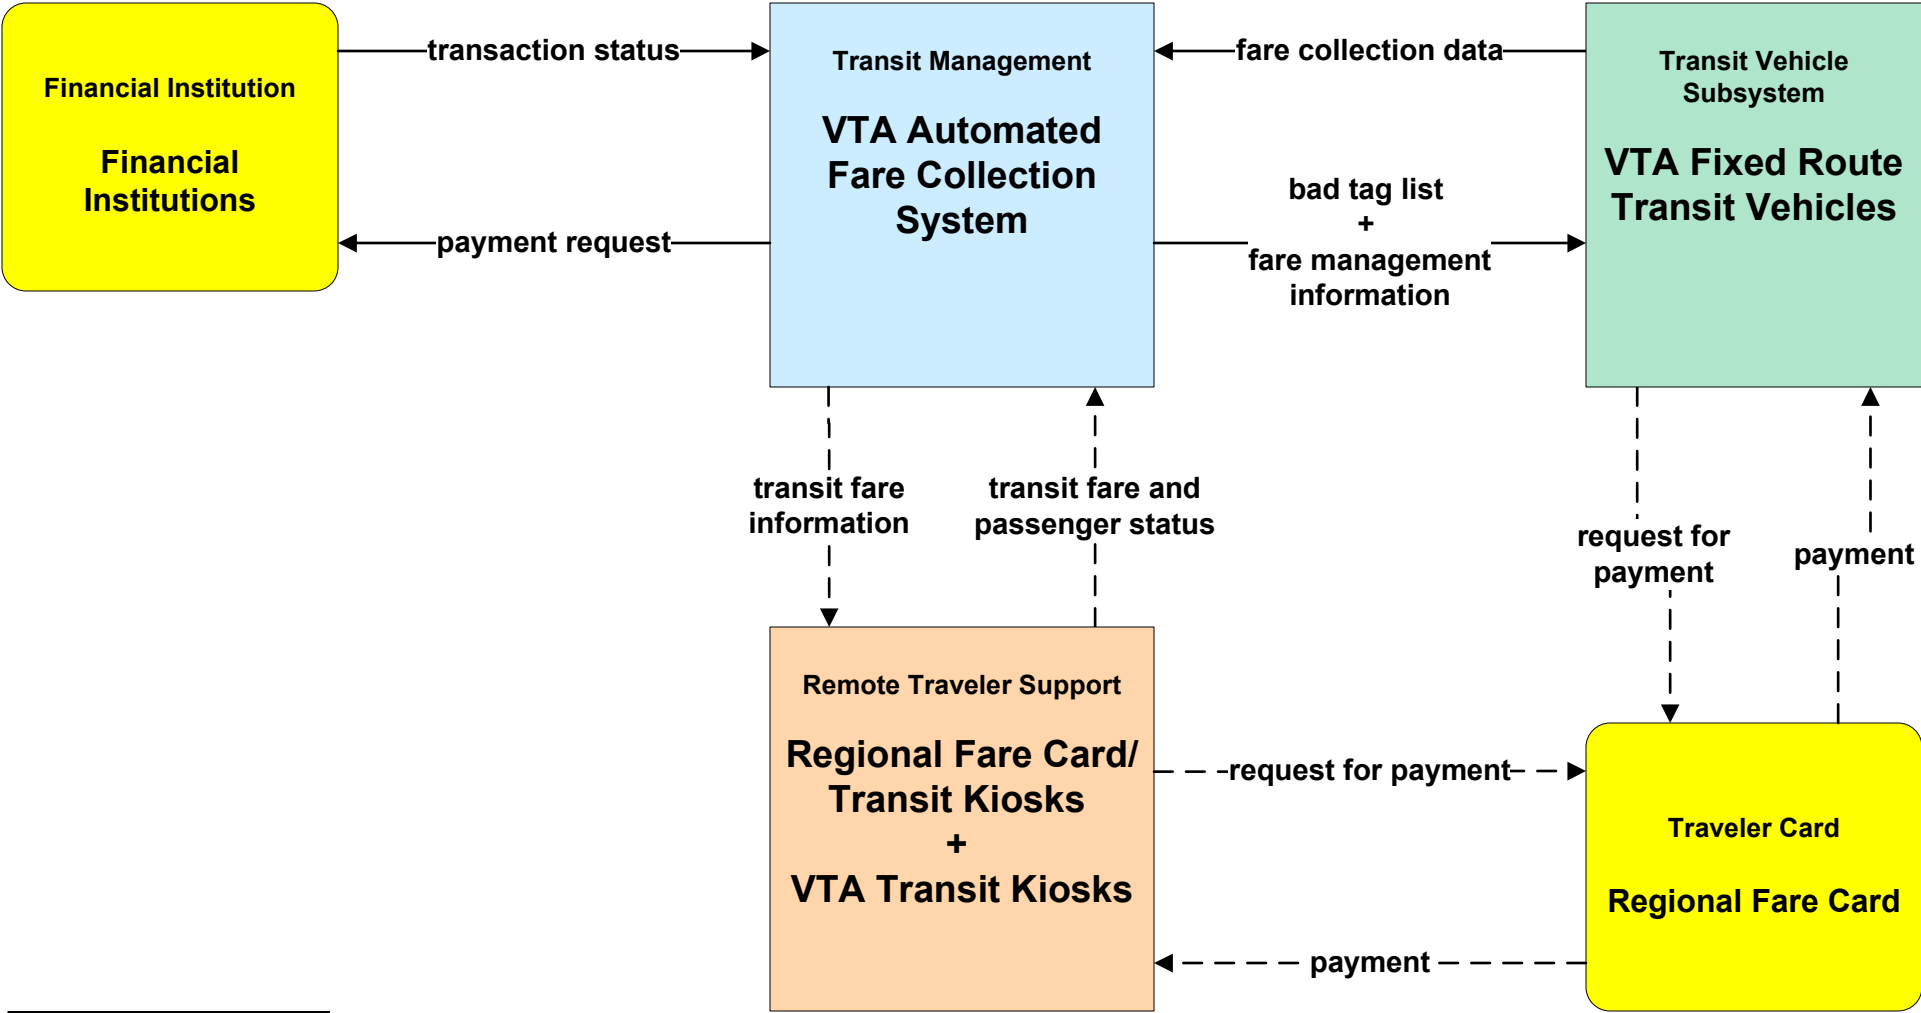 transaction status
fare collection data
Financial Institution
Financial
Institutions
Transit Management
VTA Automated
Fare Collection
System
Transit Vehicle
Subsystem
VTA Fixed Route
Transit Vehicles
bad tag list
+
fare management
information
payment request
transit fare
information
transit fare and
passenger status
request for
payment
payment
Remote Traveler Support
Regional Fare Card/
Transit Kiosks
+
VTA Transit Kiosks
request for payment
Traveler Card
Regional Fare Card
payment